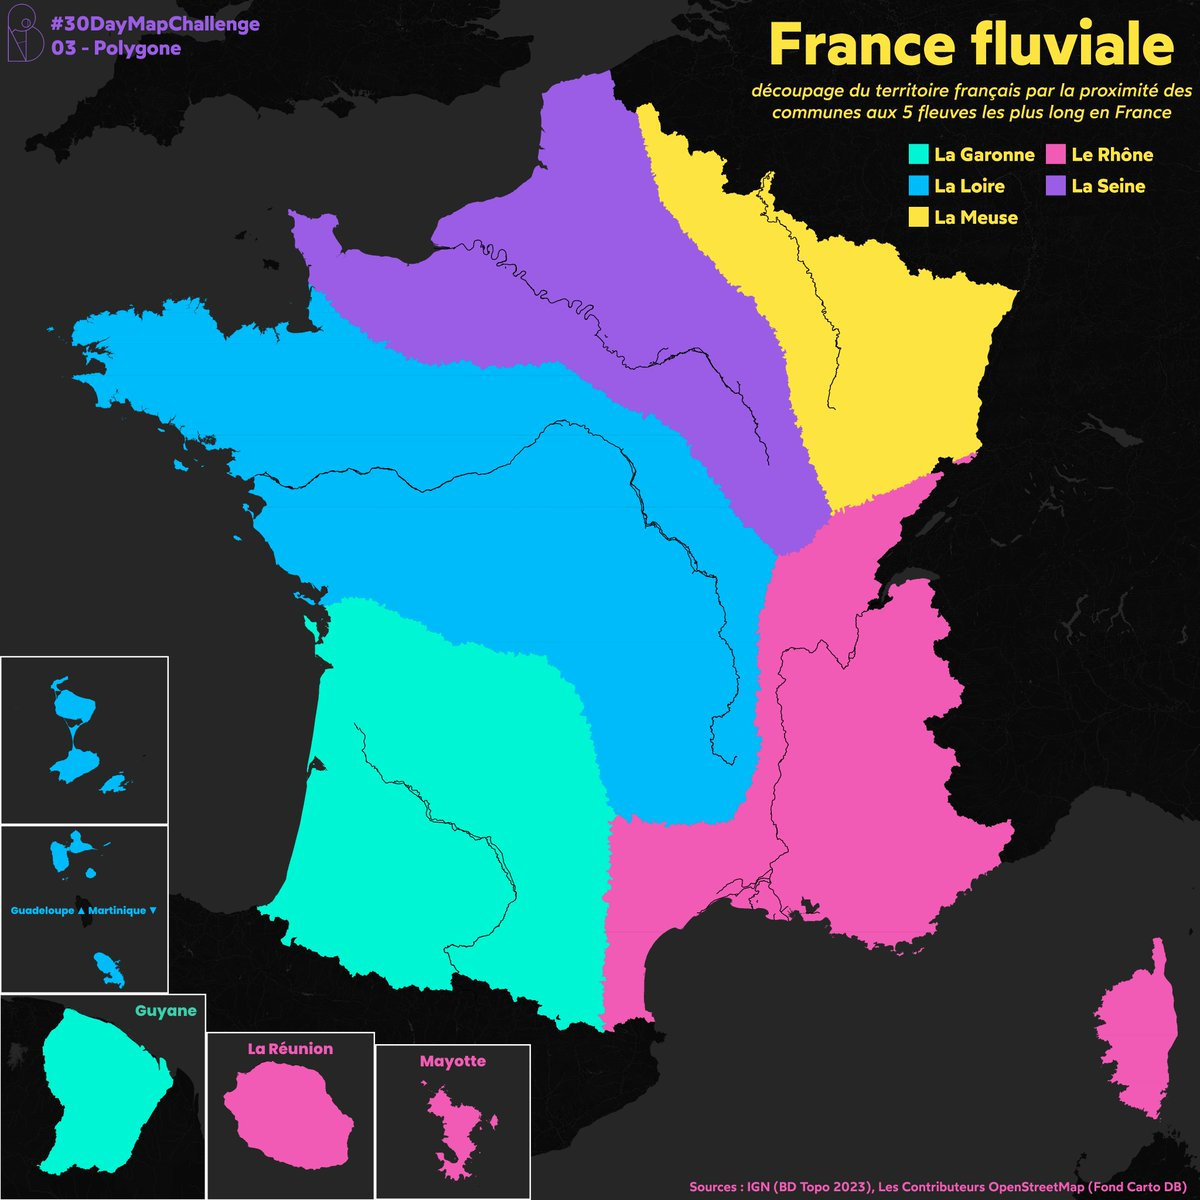 #30DayMapChallenge
03 - Polygone
France fluviale
découpage du territoire français par la proximité des
communes aux 5 fleuves les plus long en France
La Garonne
Le Rhône
La Loire
La Seine
La Meuse
Guadeloupe ▲ Martinique ▼
Guyane
La Réunion
Mayotte
Sources : IGN (BD Topo 2023), Les Contributeurs OpenStreetMap (Fond Carto DB)